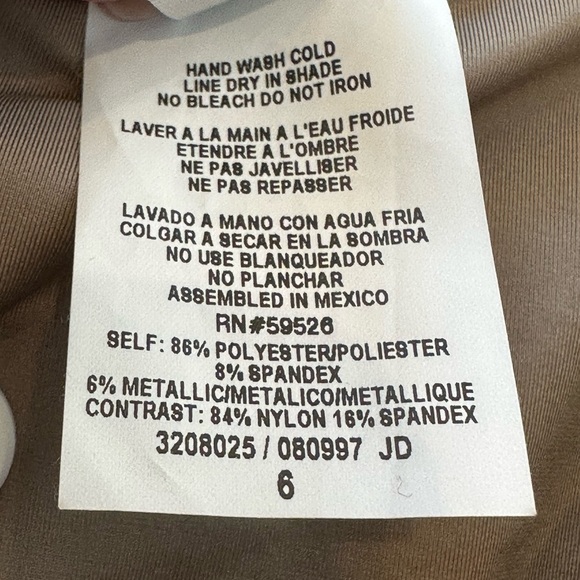 HAND WASH COLD
LINE DRY IN SHADE
NO BLEACH DO NOT IRON
LAVER A LA MAIN A L'EAU FROIDE
ETENDRE A L'OMBRE
NE PAS JAVELLISER
NE PAS REPASSER
LAVADO A MANO CON AGUA FRIA
COLGAR A SECAR EN LA SOMBRA
NO USE BLANQUEADOR
NO PLANCHAR
ASSEMBLED IN MEXICO
RN#59526
SELF: 86% POLYESTER/POLIESTER
8% SPANDEX
6% METALLIC/METALICO/METALLIQUE
CONTRAST: 84% NYLON 16% SPANDEX
3208025 / 080997 JD
6